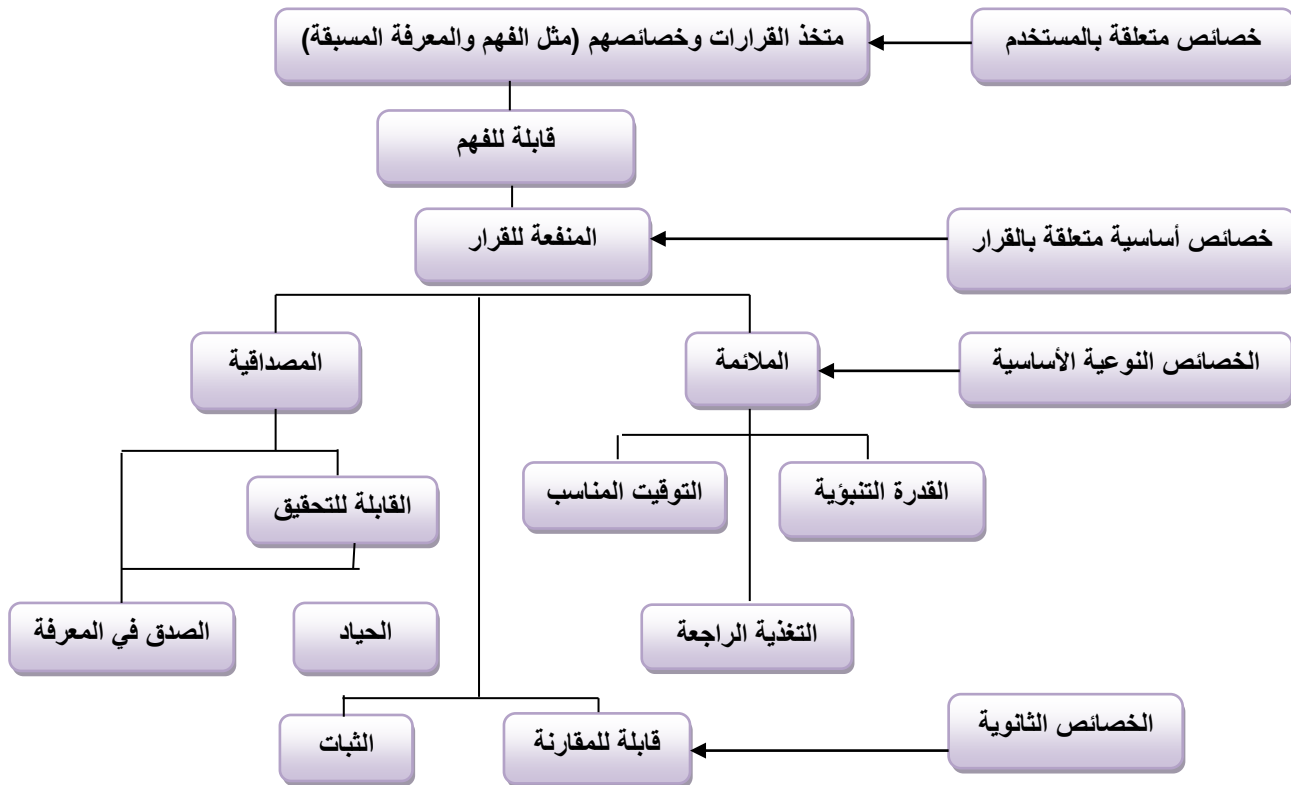 خصائص متعلقة بالمستخدم
متخذ القرارات وخصائصهم (مثل الفهم والمعرفة المسبقة)
قابلة للفهم
خصائص أساسية متعلقة بالقرار
المنفعة للقرار
الخصائص النوعية الأساسية
الملائمة
المصداقية
القدرة التنبؤية
التوقيت المناسب
القابلة للتحقيق
التغذية الراجعة
الحياد
الصدق في المعرفة
الخصائص الثانوية
قابلة للمقارنة
الثبات